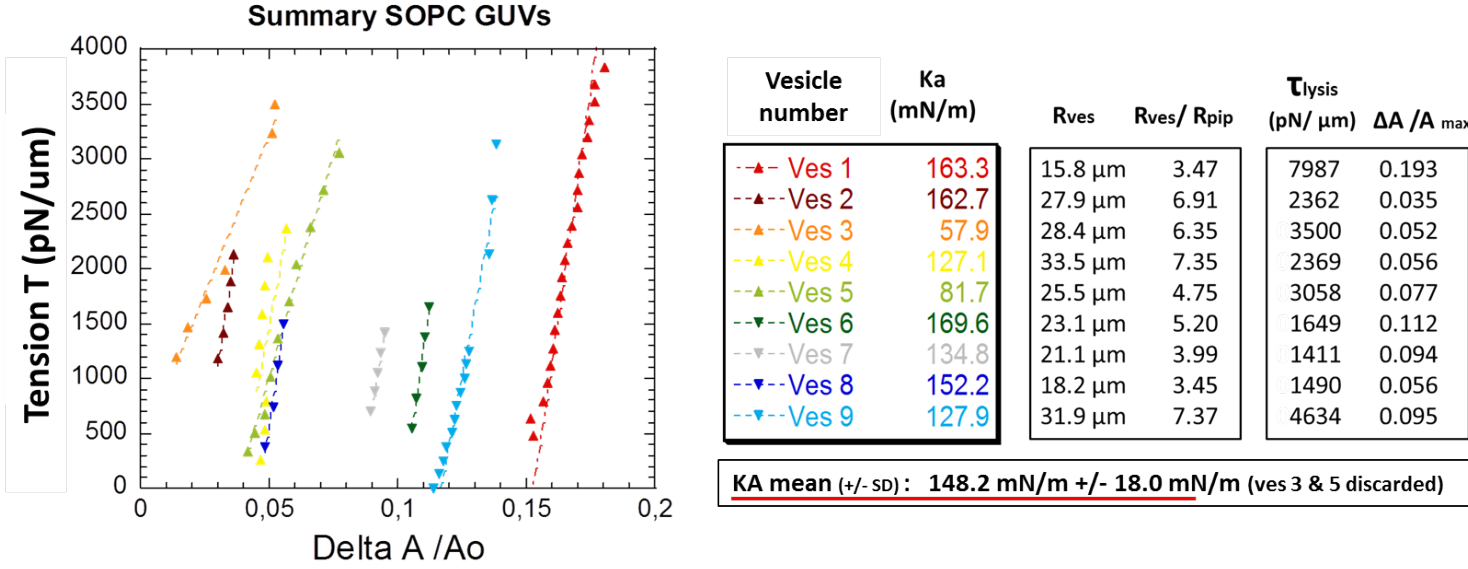 Summary SOPC GUVs
4000
3500
3000
2500
2000
1500
1000
500
0
Tension T (pN/um)
0
0,05
0,1
0,15
0,2
Delta A /Ao
Vesicle number
Ka (mN/m)
Rves
Rves/ Rpip
τlysis (pN/ μm)
ΔA /A max
Ves 1 163.3 15.8 μm 3.47 7987 0.193
Ves 2 162.7 27.9 μm 6.91 2362 0.035
Ves 3 57.9 28.4 μm 6.35 3500 0.052
Ves 4 127.1 33.5 μm 7.35 2369 0.056
Ves 5 81.7 25.5 μm 4.75 3058 0.077
Ves 6 169.6 23.1 μm 5.20 1649 0.112
Ves 7 134.8 21.1 μm 3.99 1411 0.094
Ves 8 152.2 18.2 μm 3.45 1490 0.056
Ves 9 127.9 31.9 μm 7.37 4634 0.095
KA mean (+/- SD) : 148.2 mN/m +/- 18.0 mN/m (ves 3 & 5 discarded)